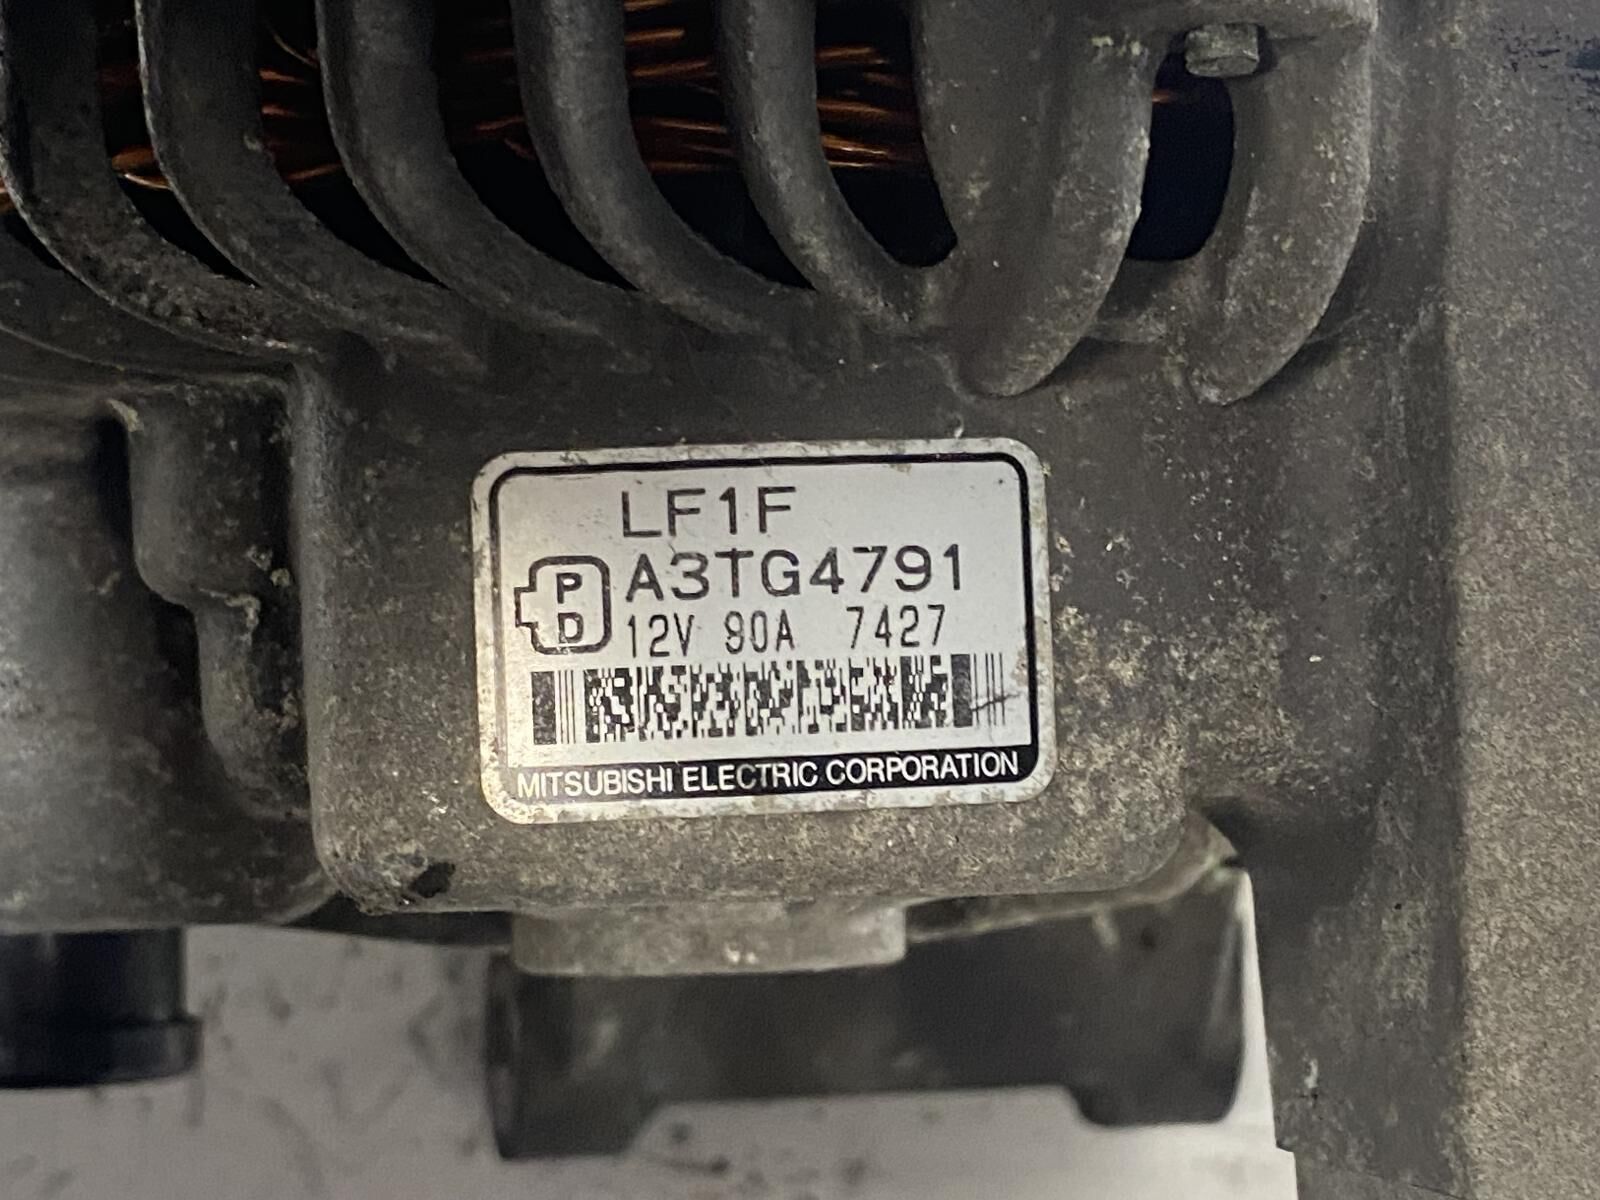 LF1F
P A3TG4791
D 12V 90A 7427
MITSUBISHI ELECTRIC CORPORATION